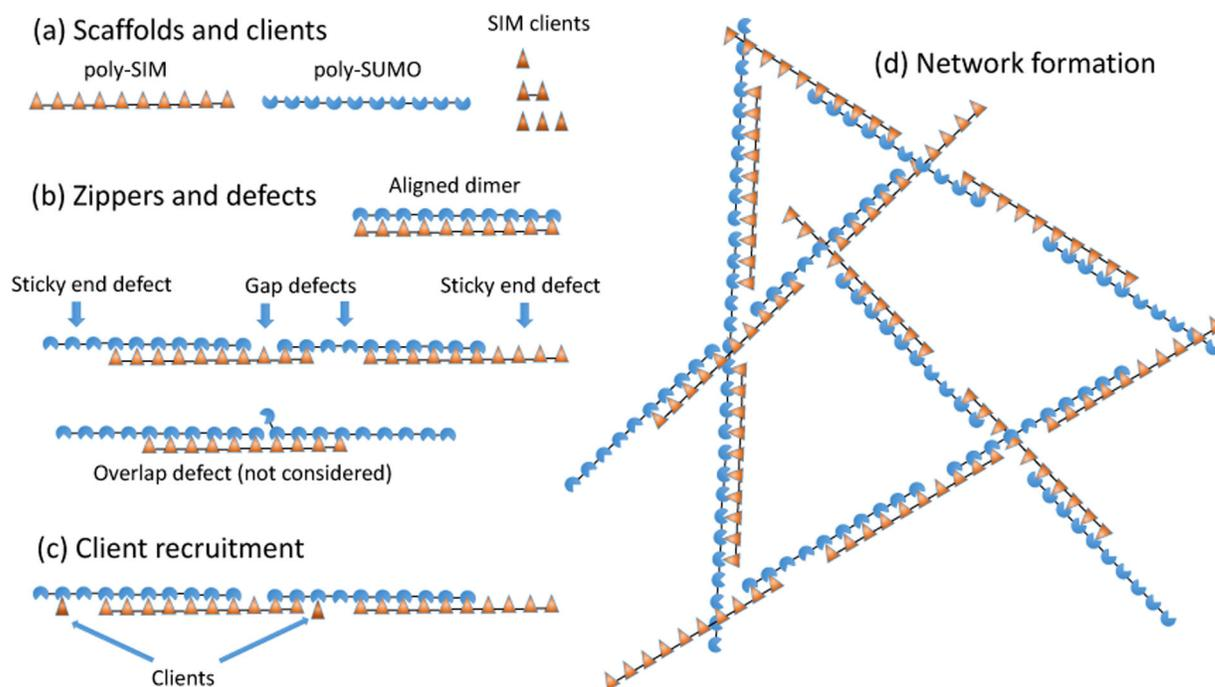 (a) Scaffolds and clients
poly-SIM
poly-SUMO
SIM clients
(b) Zippers and defects
Aligned dimer
Sticky end defect
Gap defects
Sticky end defect
Overlap defect (not considered)
(c) Client recruitment
Clients
(d) Network formation